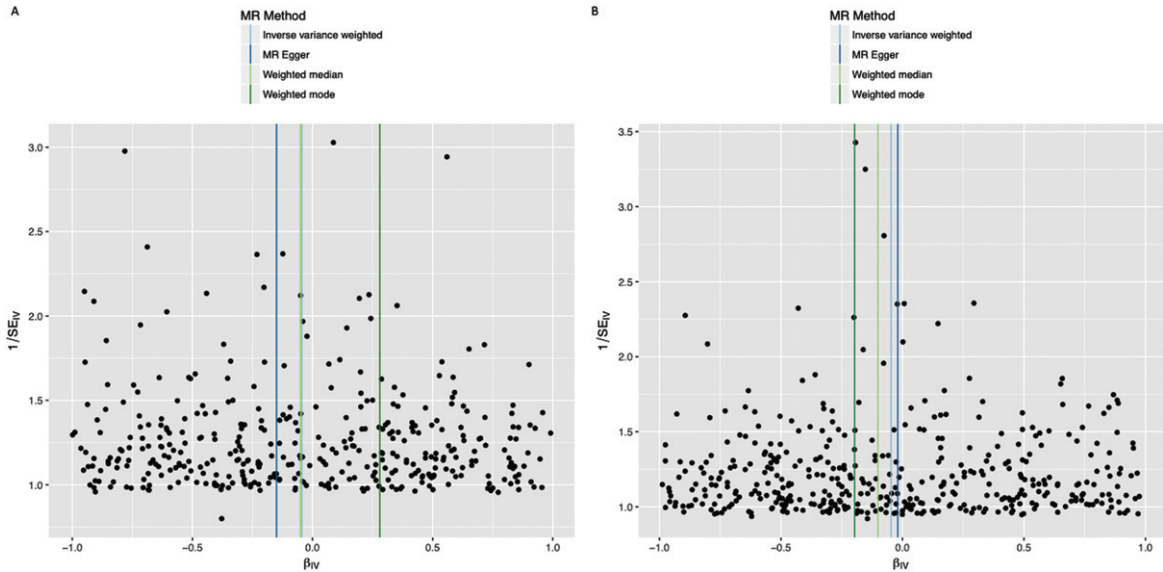 A
MR Method
Inverse variance weighted
MR Egger
Weighted median
Weighted mode
3.0
2.5
2.0
1.5
1.0
1/SEIV
−1.0
−0.5
0.0
0.5
1.0
βIV
B
MR Method
Inverse variance weighted
MR Egger
Weighted median
Weighted mode
3.5
3.0
2.5
2.0
1.5
1.0
1/SEIV
−1.0
−0.5
0.0
0.5
1.0
βIV